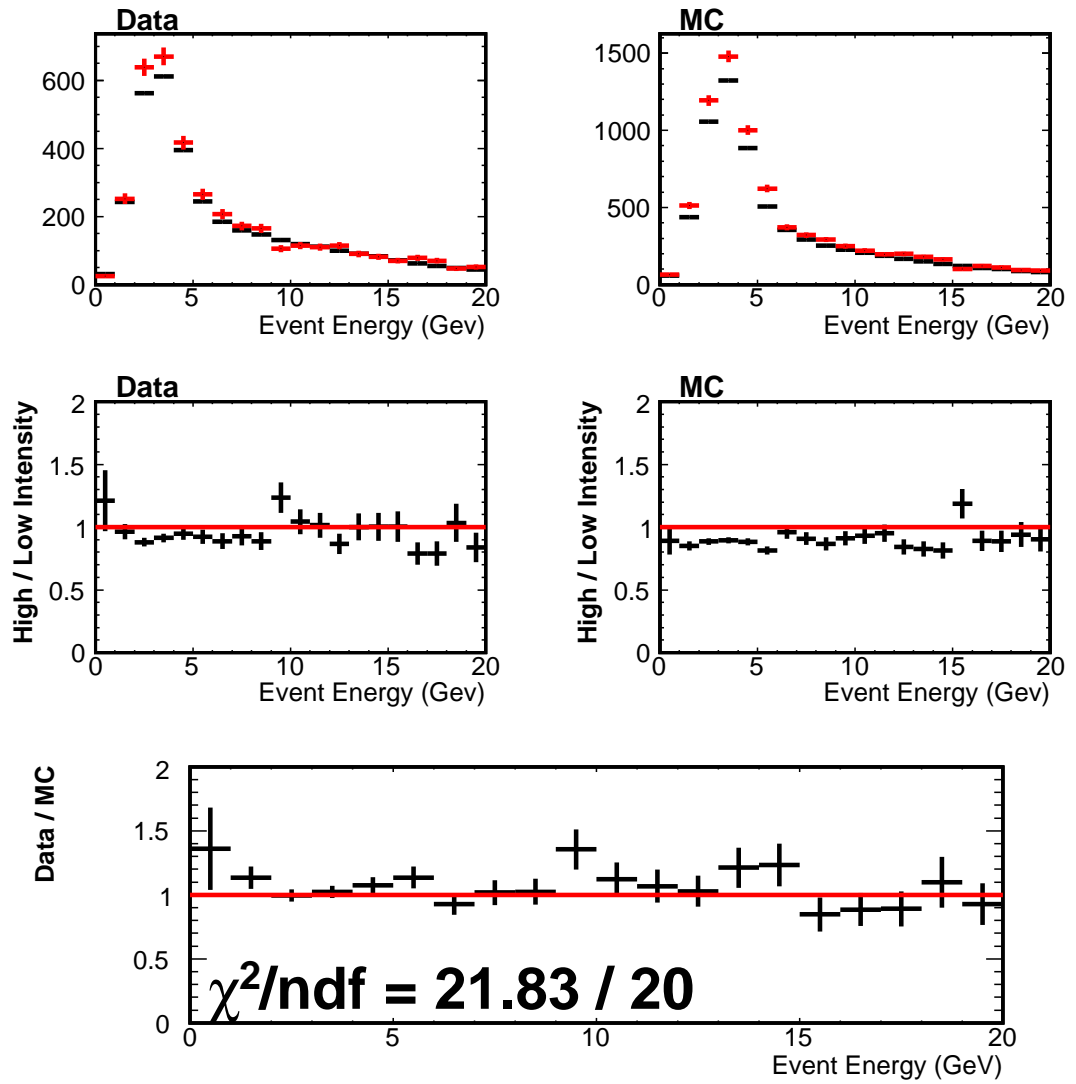 Data
MC
600
400
200
0
0 5 10 15 20
Event Energy (Gev)
1500
1000
500
0
0 5 10 15 20
Event Energy (Gev)
Data
MC
High / Low Intensity
2
1.5
1
0.5
0
0 5 10 15 20
Event Energy (Gev)
High / Low Intensity
2
1.5
1
0.5
0
0 5 10 15 20
Event Energy (Gev)
Data / MC
2
1.5
1
0.5
0
χ²/ndf = 21.83 / 20
0 5 10 15 20
Event Energy (GeV)